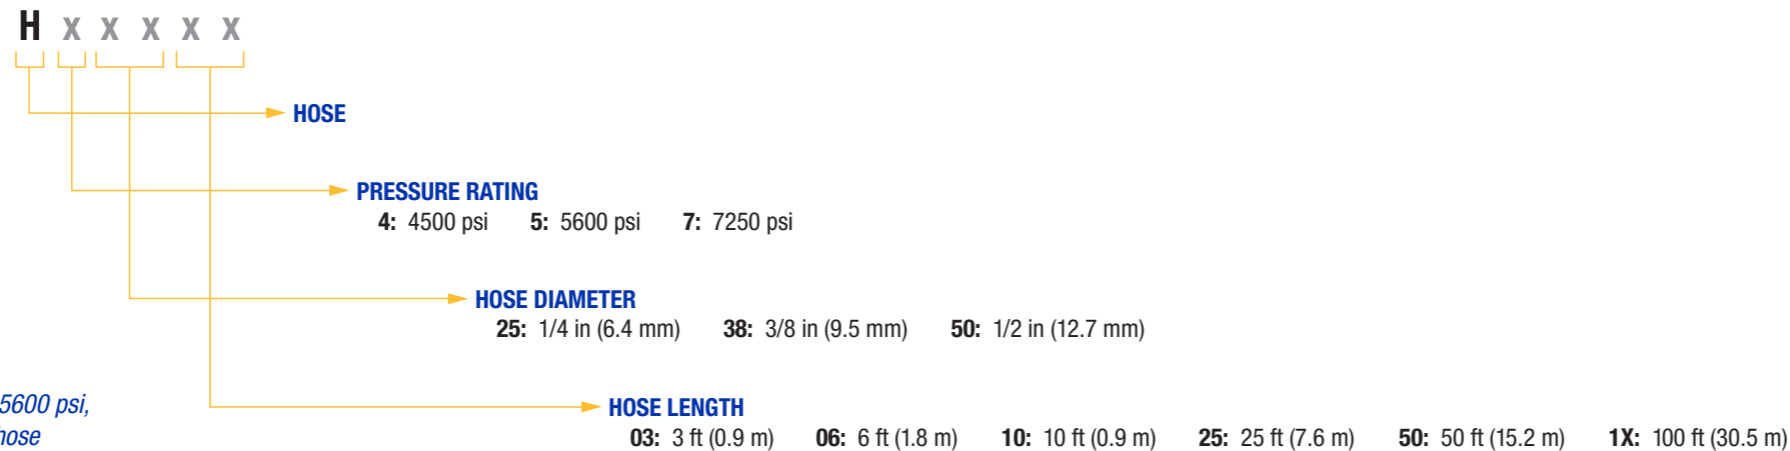 H x x x x x
HOSE
PRESSURE RATING
4: 4500 psi 5: 5600 psi 7: 7250 psi
HOSE DIAMETER
25: 1/4 in (6.4 mm) 38: 3/8 in (9.5 mm) 50: 1/2 in (12.7 mm)
5600 psi,
hose
HOSE LENGTH
03: 3 ft (0.9 m) 06: 6 ft (1.8 m) 10: 10 ft (0.9 m) 25: 25 ft (7.6 m) 50: 50 ft (15.2 m) 1X: 100 ft (30.5 m)